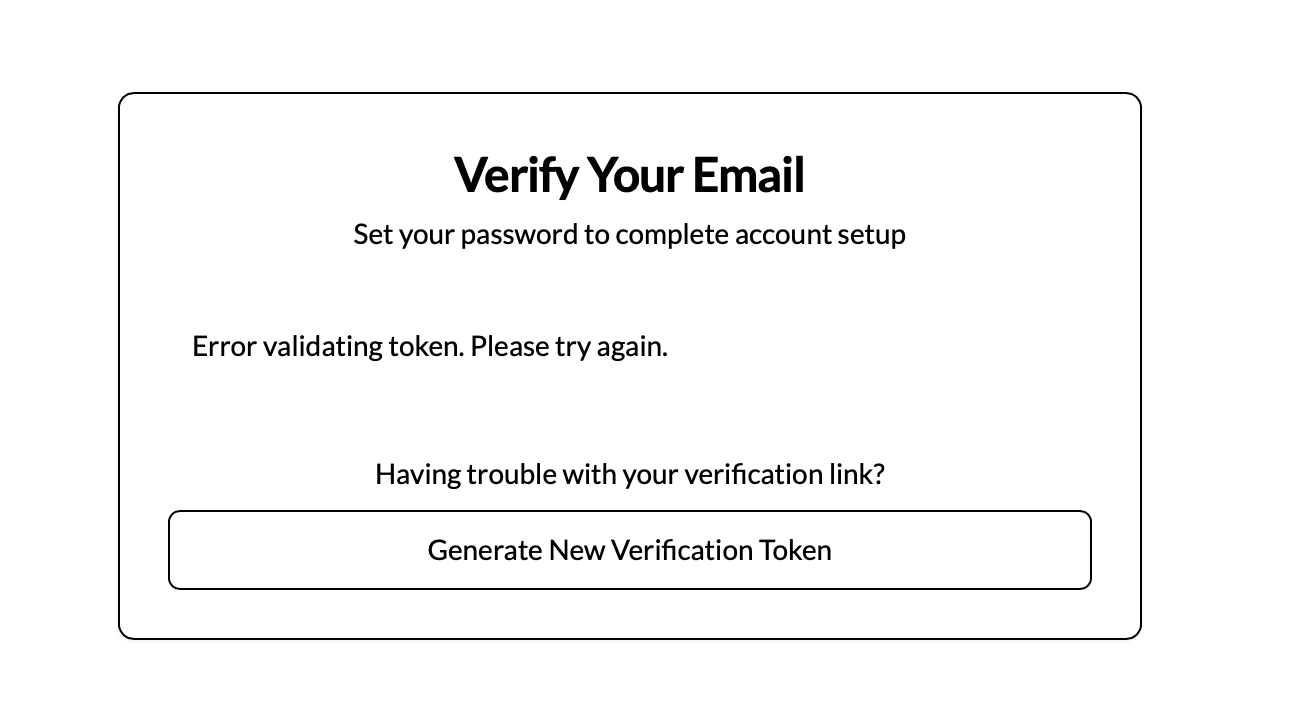 Verify Your Email
Set your password to complete account setup
Error validating token. Please try again.
Having trouble with your verification link?
Generate New Verification Token